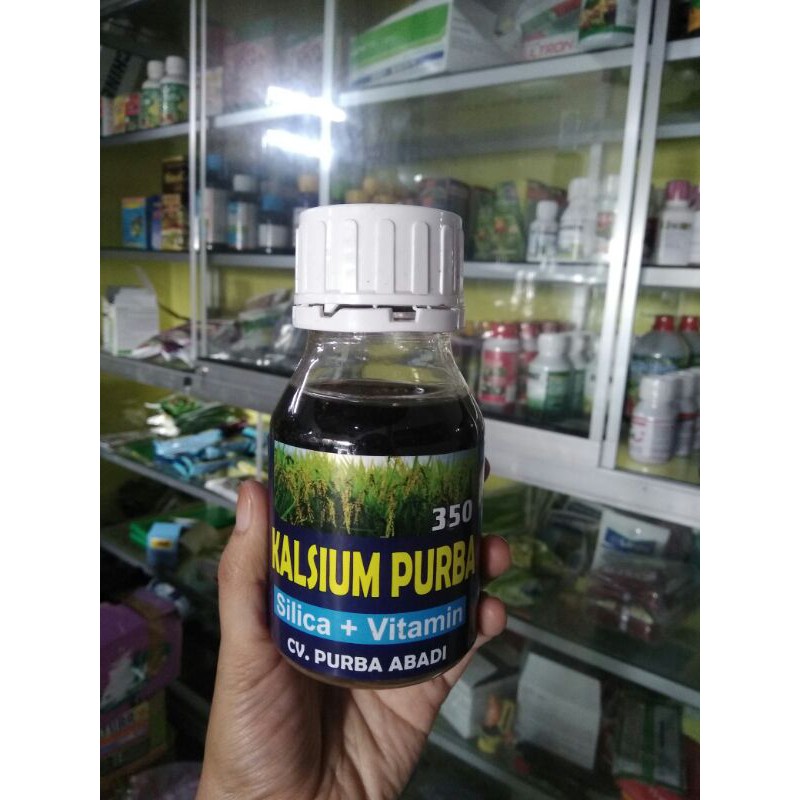 350
KALSIUM PURBA
Silica + Vitamin
CV. PURBA ABADI